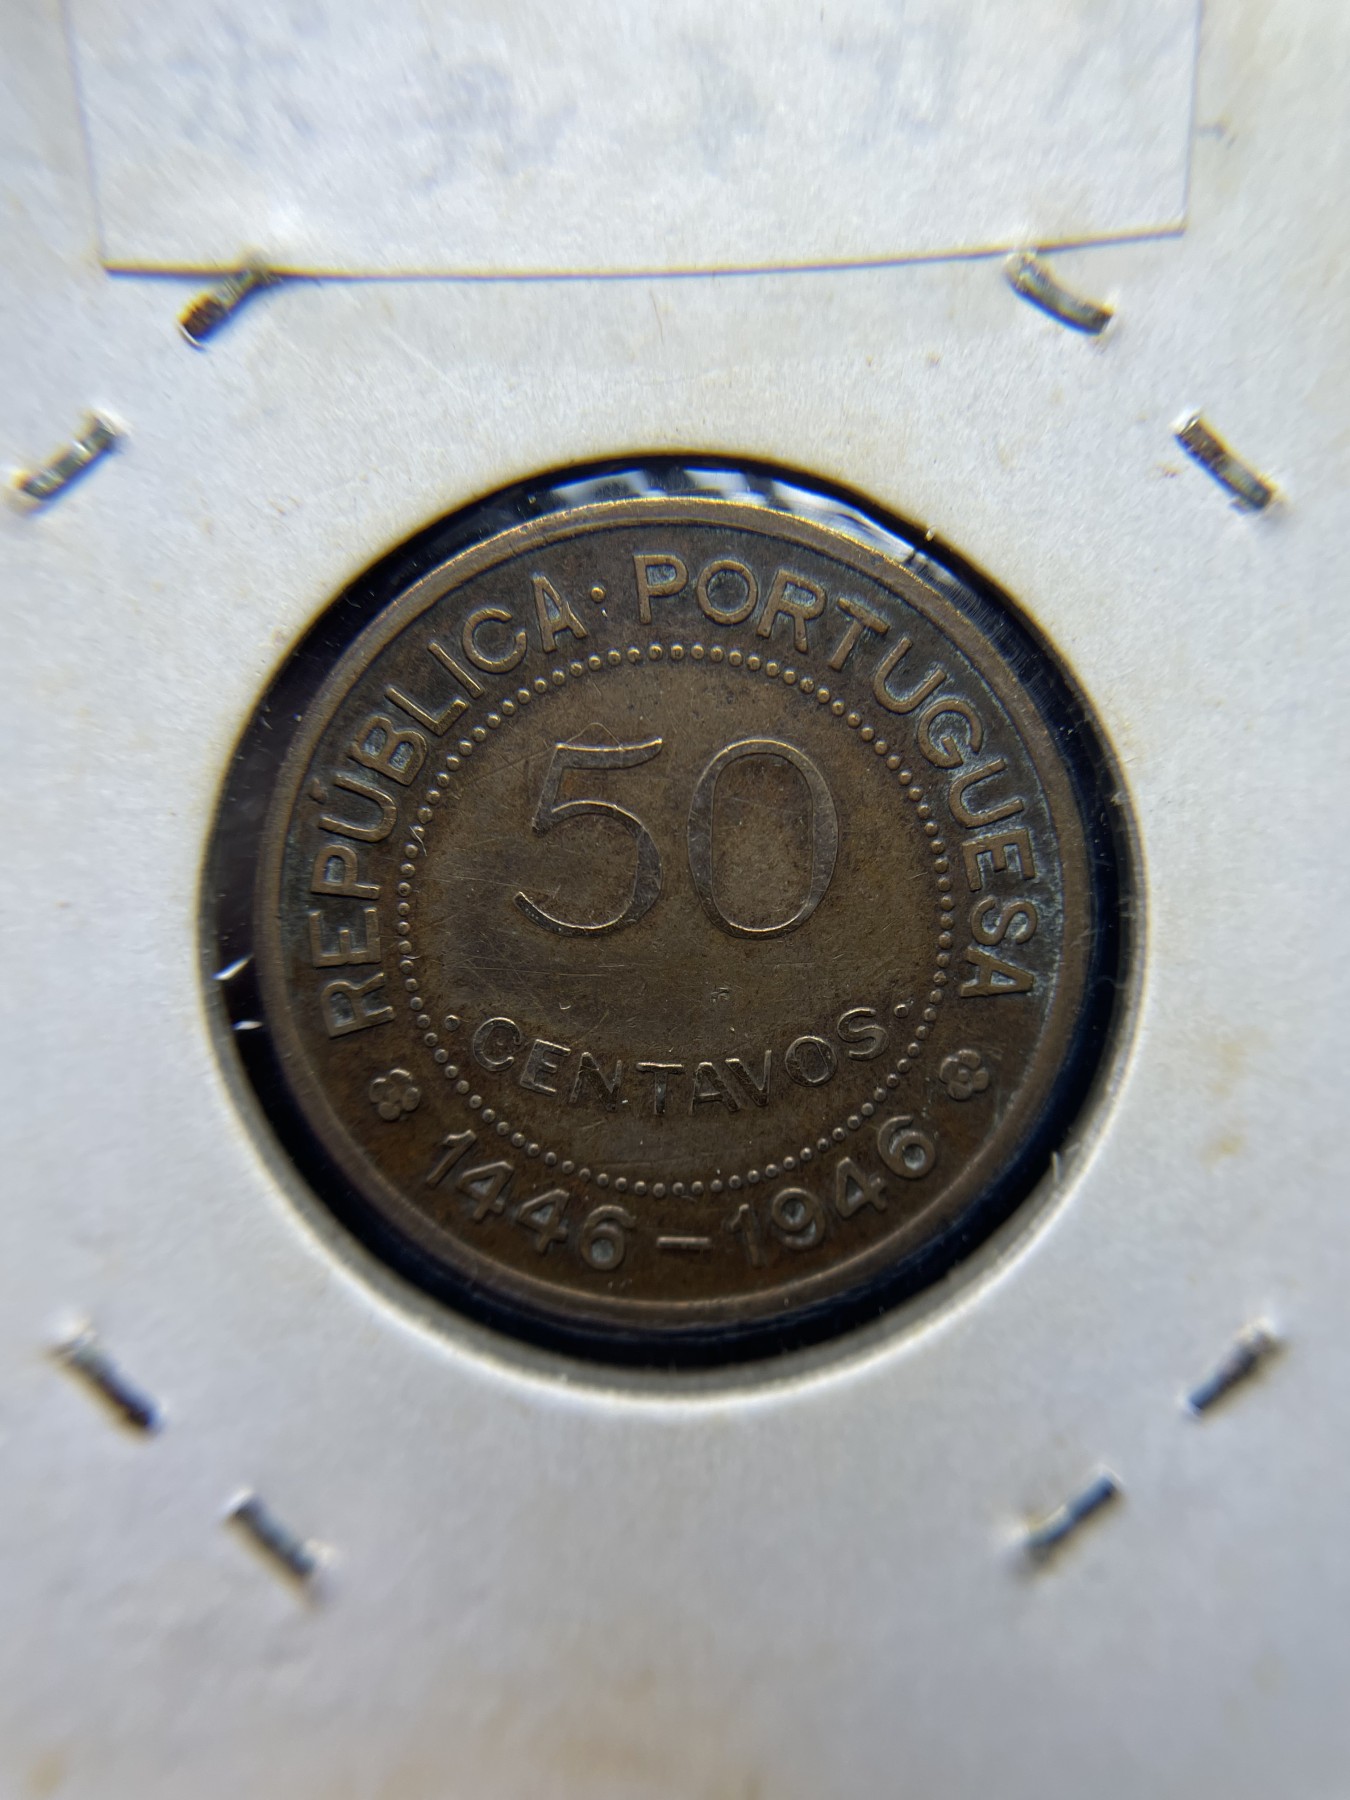 REPÚBLICA · PORTUGUESA
50
· CENTAVOS ·
1446 – 1946